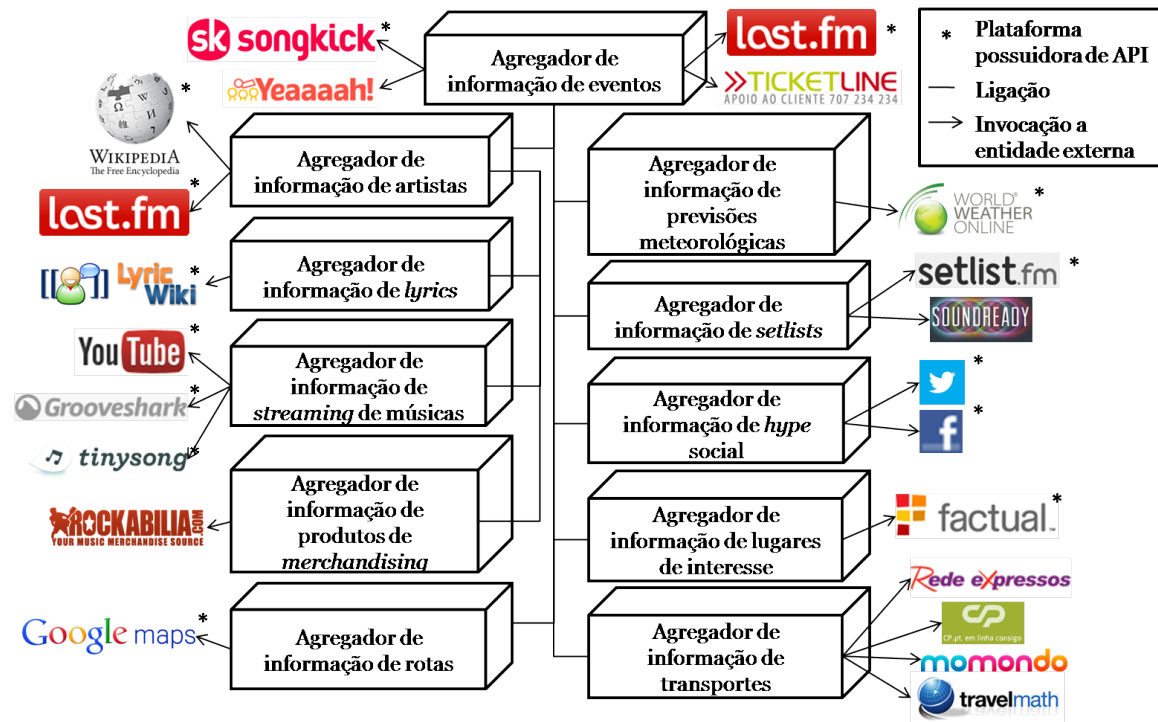 songkick
*
Yeaaaah!
Agregador de
informação de eventos
last.fm
*
TICKETLINE
APOIO AO CLIENTE 707 234 234
* Plataforma
possuidora de API
Ligação
Invocação a
entidade externa
*
WIKIPEDIA
The Free Encyclopedia
*
last.fm
Agregador de
informação de artistas
Agregador de
informação de
previsões
meteorológicas
WORLD®
WEATHER
ONLINE
*
[[ ]] Lyric
Wiki
*
Agregador de
informação de lyrics
Agregador de
informação de setlists
setlist.fm
*
SOUNDREADY
YouTube
*
Grooveshark
*
tinysong
*
Agregador de
informação de
streaming de músicas
Agregador de
informação de hype
social
*
*
f
ROCKABILIA.COM
YOUR MUSIC MERCHANDISE SOURCE
Agregador de
informação de
produtos de
merchandising
Agregador de
informação de lugares
de interesse
factual™
*
Google maps
*
Agregador de
informação de rotas
Agregador de
informação de
transportes
Rede eXpressos
CP
CP.pt, em linha consigo
momondo
travelmath